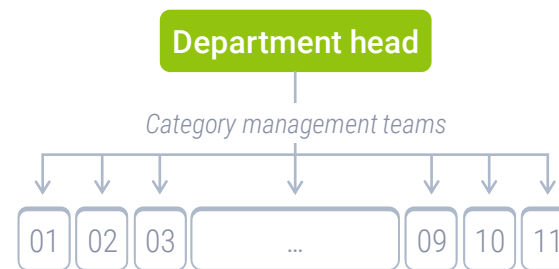 Department head
Category management teams
01 02 03 ... 09 10 11